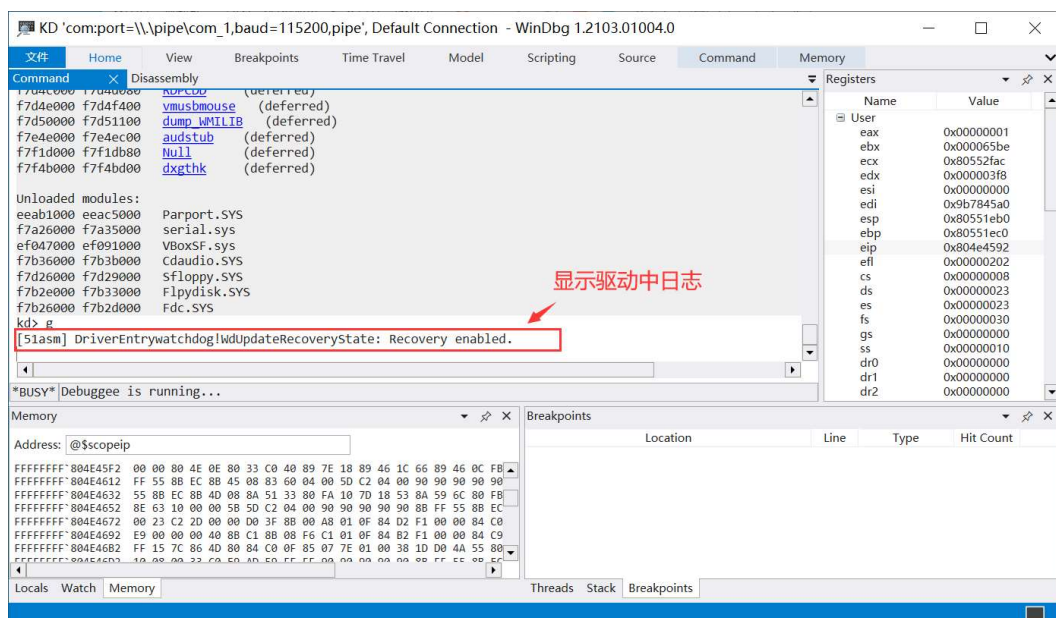 KD 'com:port=\\.\pipe\com_1,baud=115200,pipe', Default Connection - WinDbg 1.2103.01004.0
文件 Home View Breakpoints Time Travel Model Scripting Source Command Memory
Command Disassembly
f7d4e000 f7d4f400 vmusbmouse (deferred)
f7d50000 f7d51100 dump_WMILIB (deferred)
f7e4e000 f7e4ec00 audstub (deferred)
f7f1d000 f7f1db80 Null (deferred)
f7f4b000 f7f4bd00 dxgthk (deferred)
Unloaded modules:
eeab1000 eeac5000 Parport.SYS
f7a26000 f7a35000 serial.sys
ef047000 ef091000 VBoxSF.sys
f7b36000 f7b3b000 Cdaudio.SYS
f7d26000 f7d29000 Sfloppy.SYS
f7b2e000 f7b33000 Flpydisk.SYS
f7b26000 f7b2d000 Fdc.SYS
kd> g
[51asm] DriverEntrywatchdog!WdUpdateRecoveryState: Recovery enabled.
显示驱动中日志
*BUSY* Debuggee is running...
Registers
Name Value
User
eax 0x00000001
ebx 0x000065be
ecx 0x80552fac
edx 0x000003f8
esi 0x00000000
edi 0x9b7845a0
esp 0x80551eb0
ebp 0x80551ec0
eip 0x804e4592
efl 0x00000202
cs 0x00000008
ds 0x00000023
es 0x00000023
fs 0x00000030
gs 0x00000000
ss 0x00000010
dr0 0x00000000
dr1 0x00000000
dr2 0x00000000
Memory
Address: @$scopeip
FFFFFFFF`804E45F2 00 00 80 4E 0E 80 33 C0 40 89 7E 18 89 46 1C 66 89 46 0C FB
FFFFFFFF`804E4612 FF 55 8B EC 8B 45 08 83 60 04 00 5D C2 04 00 90 90 90 90 90
FFFFFFFF`804E4632 55 8B EC 8B 4D 08 8A 51 33 80 FA 10 7D 18 53 8A 59 6C 80 FB
FFFFFFFF`804E4652 8E 63 10 00 00 5B 5D C2 04 00 90 90 90 90 90 8B FF 55 8B EC
FFFFFFFF`804E4672 00 23 C2 2D 00 00 D0 3F 8B 00 A8 01 0F 84 D2 F1 00 00 84 C0
FFFFFFFF`804E4692 E9 00 00 00 40 8B C1 8B 08 F6 C1 01 0F 84 B2 F1 00 00 84 C9
FFFFFFFF`804E46B2 FF 15 7C 86 4D 80 84 C0 0F 85 07 7E 01 00 38 1D D0 4A 55 80
Locals Watch Memory
Breakpoints
Location Line Type Hit Count
Threads Stack Breakpoints